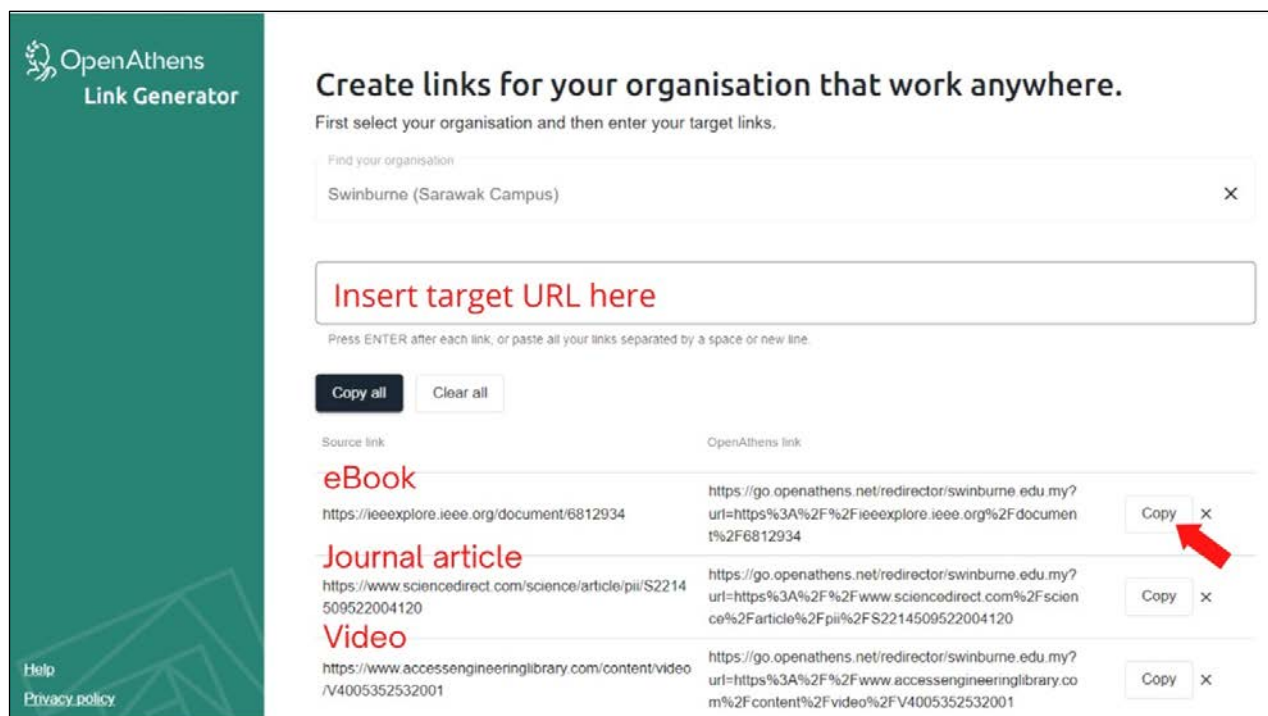 OpenAthens
Link Generator
Create links for your organisation that work anywhere.
First select your organisation and then enter your target links.
Find your organisation
Swinburne (Sarawak Campus)
Insert target URL here
Press ENTER after each link, or paste all your links separated by a space or new line.
Copy all
Clear all
Source link
OpenAthens link
eBook
https://ieeexplore.ieee.org/document/6812934
https://go.openathens.net/redirector/swinburne.edu.my?
url=https%3A%2F%2Fieeexplore.ieee.org%2Fdocumen
t%2F6812934
Copy
Journal article
https://www.sciencedirect.com/science/article/pii/S2214
509522004120
https://go.openathens.net/redirector/swinburne.edu.my?
url=https%3A%2F%2Fwww.sciencedirect.com%2Fscien
ce%2Farticle%2Fpii%2FS2214509522004120
Copy
Video
https://www.accessengineeringlibrary.com/content/video
/V4005352532001
https://go.openathens.net/redirector/swinburne.edu.my?
url=https%3A%2F%2Fwww.accessengineeringlibrary.co
m%2Fcontent%2Fvideo%2FV4005352532001
Copy
Help
Privacy policy